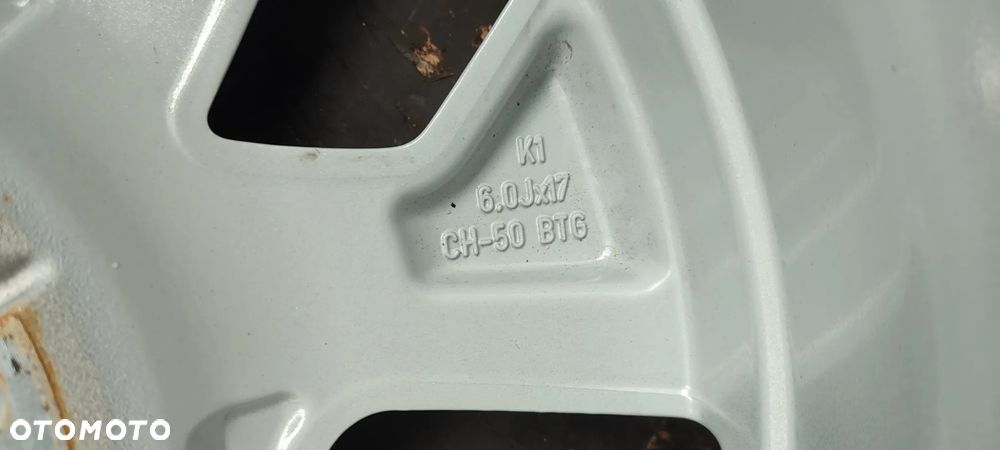 K1
6.0Jx17
CH-50 BTG
OTOMOTO